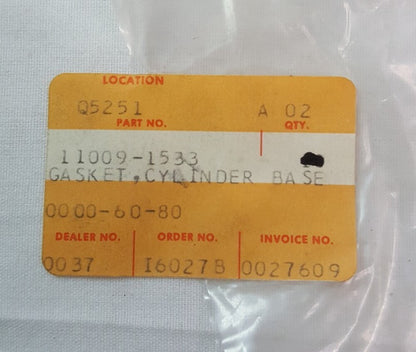 LOCATION
Q5251 A 02
PART NO. QTY.
11009-1533
GASKET,CYLINDER BASE
0000-60-80
DEALER NO. ORDER NO. INVOICE NO.
0037 I6027B 0027609